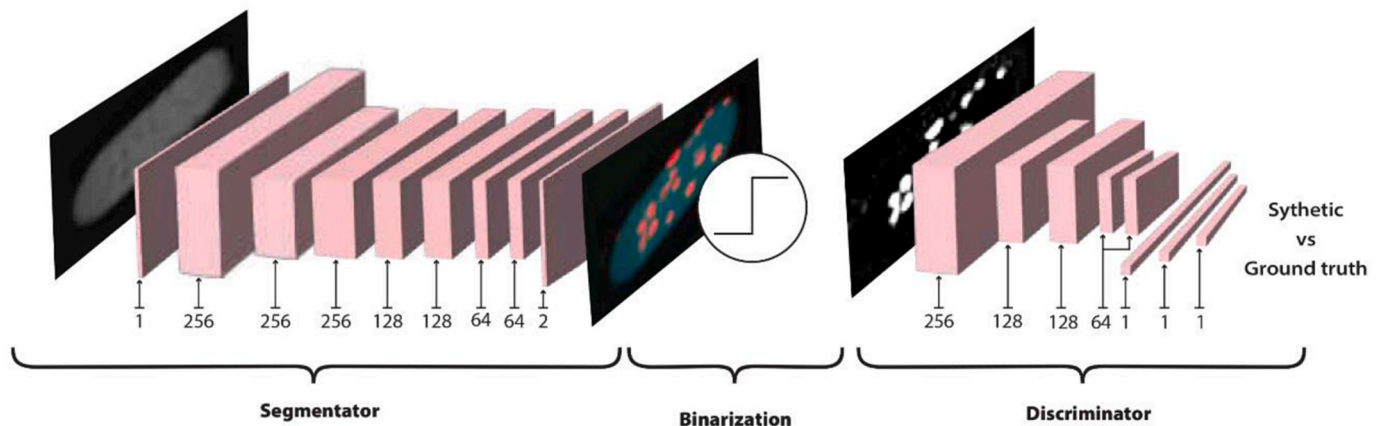 Sythetic
vs
Ground truth
1 256 256 256 128 128 64 64 2
256 128 128 64 1 1 1
Segmentator
Binarization
Discriminator